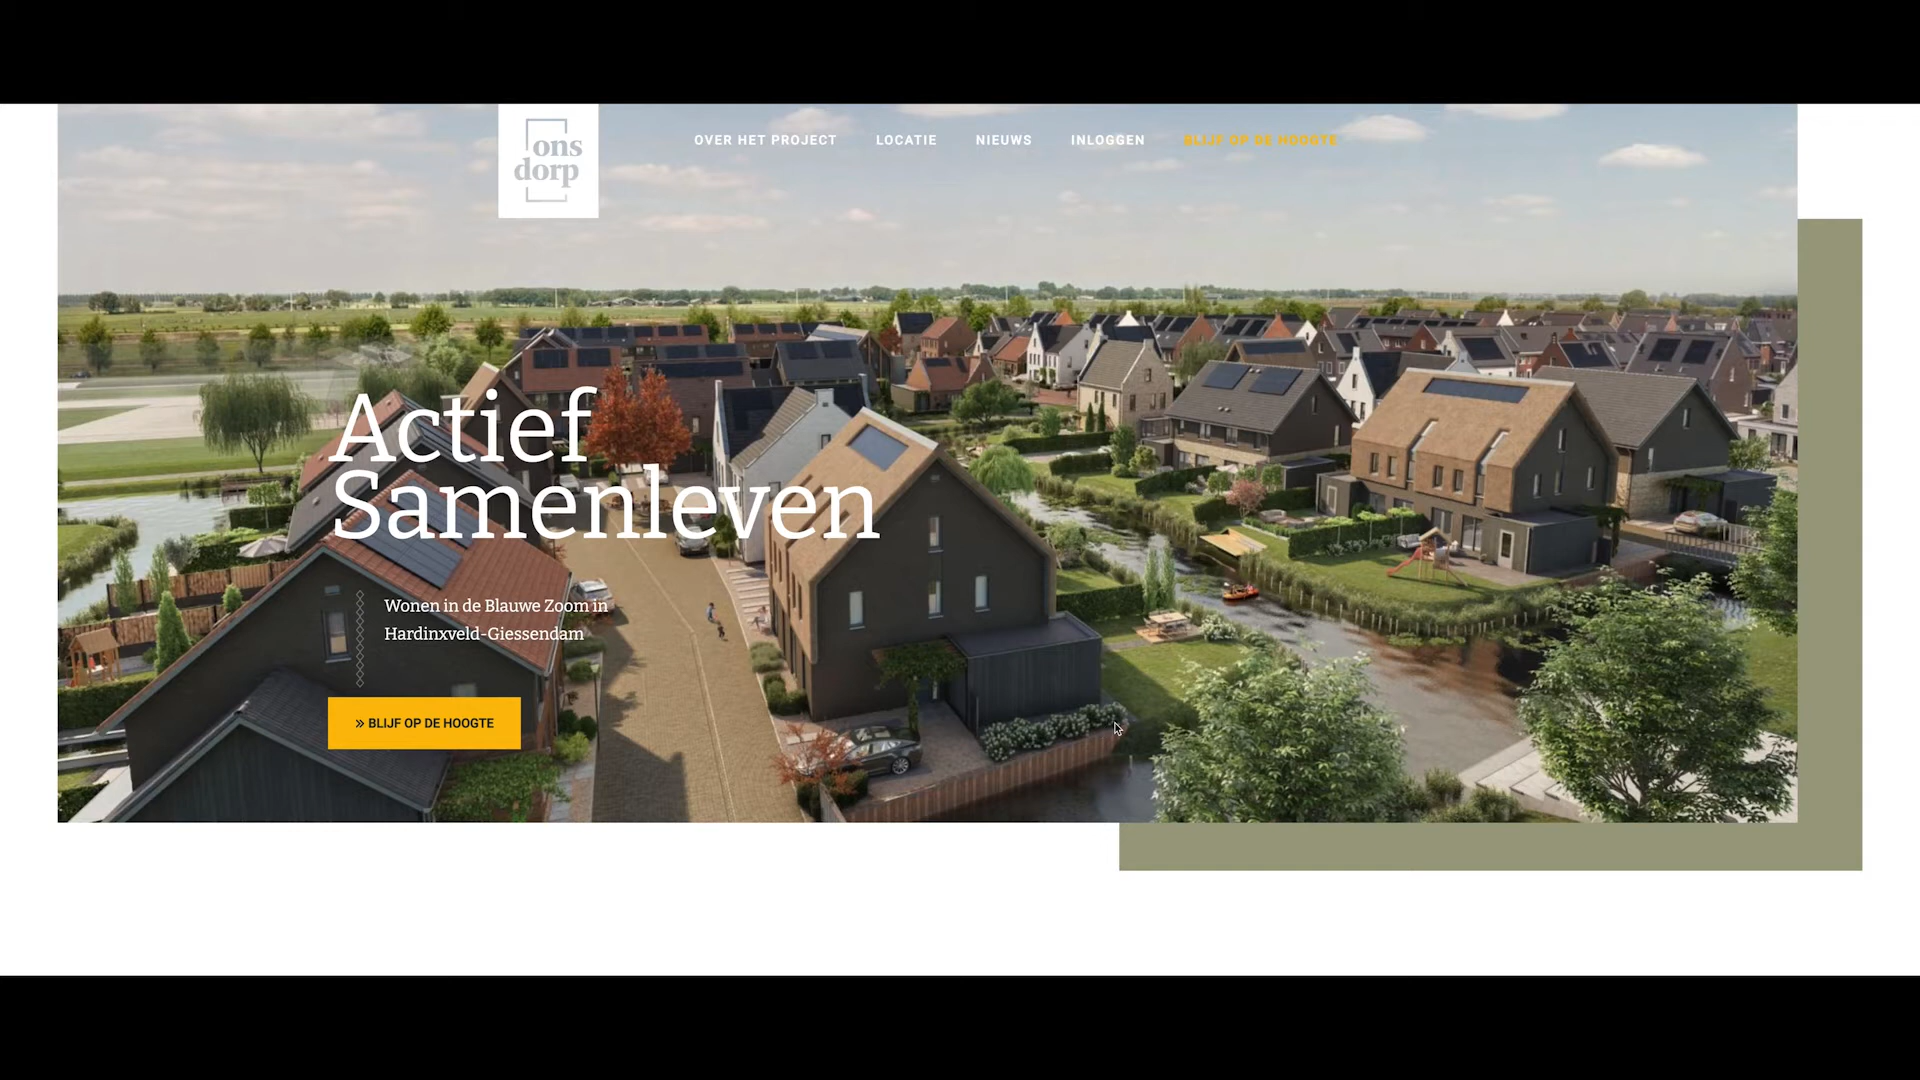 ons
dorp
OVER HET PROJECT
LOCATIE
NIEUWS
INLOGGEN
BLIJF OP DE HOOGTE
Actief
Samenleven
Wonen in de Blauwe Zoom in
Hardinxveld-Giessendam
» BLIJF OP DE HOOGTE